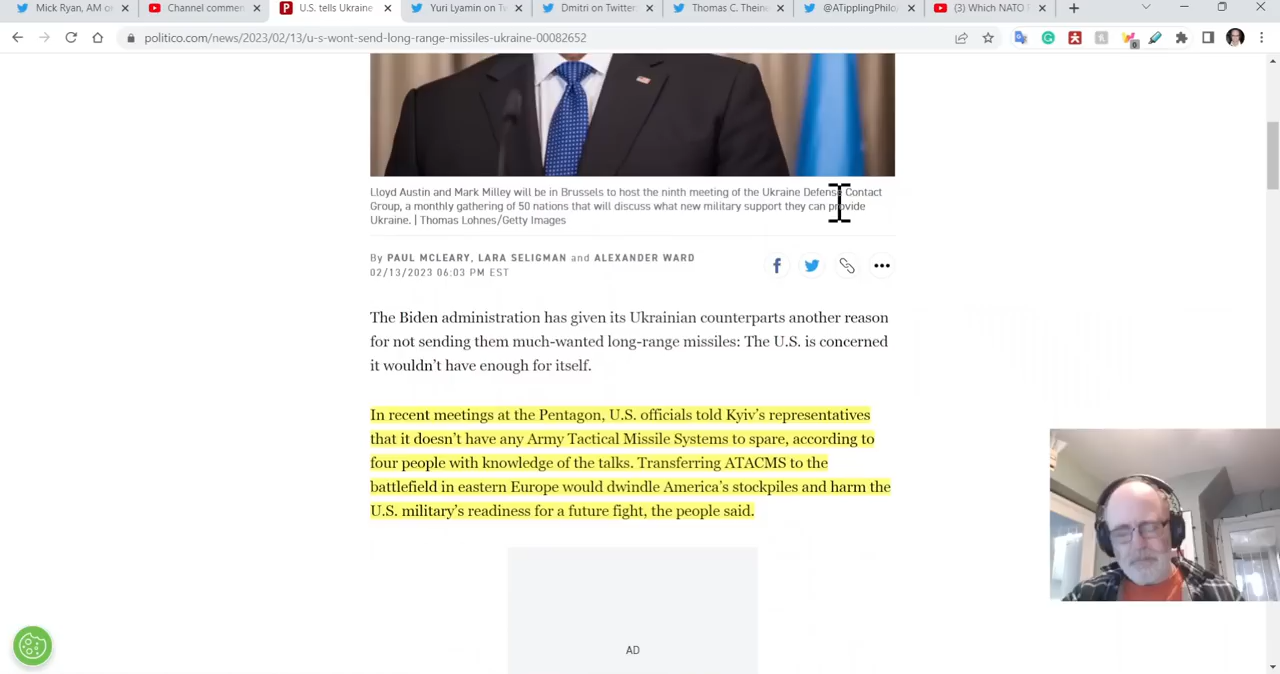 Mick Ryan, AM on
Channel commen
U.S. tells Ukraine
Yuri Lyamin on Tw
Dmitri on Twitter:
Thomas C. Theine
@ATipplingPhilo
(3) Which NATO
politico.com/news/2023/02/13/u-s-wont-send-long-range-missiles-ukraine-00082652
Lloyd Austin and Mark Milley will be in Brussels to host the ninth meeting of the Ukraine Defense Contact
Group, a monthly gathering of 50 nations that will discuss what new military support they can provide
Ukraine. | Thomas Lohnes/Getty Images
By PAUL MCLEARY, LARA SELIGMAN and ALEXANDER WARD
02/13/2023 06:03 PM EST
The Biden administration has given its Ukrainian counterparts another reason
for not sending them much-wanted long-range missiles: The U.S. is concerned
it wouldn't have enough for itself.
In recent meetings at the Pentagon, U.S. officials told Kyiv's representatives
that it doesn't have any Army Tactical Missile Systems to spare, according to
four people with knowledge of the talks. Transferring ATACMS to the
battlefield in eastern Europe would dwindle America's stockpiles and harm the
U.S. military's readiness for a future fight, the people said.
AD